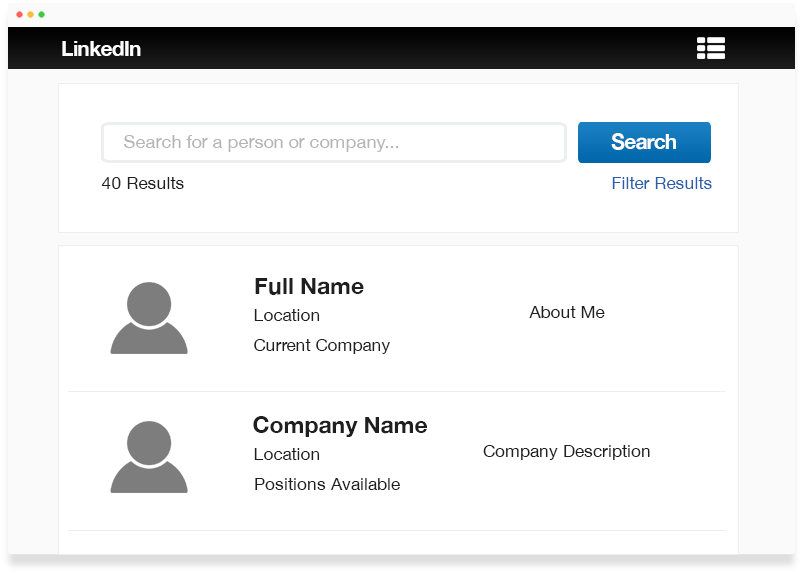 LinkedIn
Search for a person or company...
Search
40 Results
Filter Results
Full Name
Location
Current Company
About Me
Company Name
Location
Positions Available
Company Description